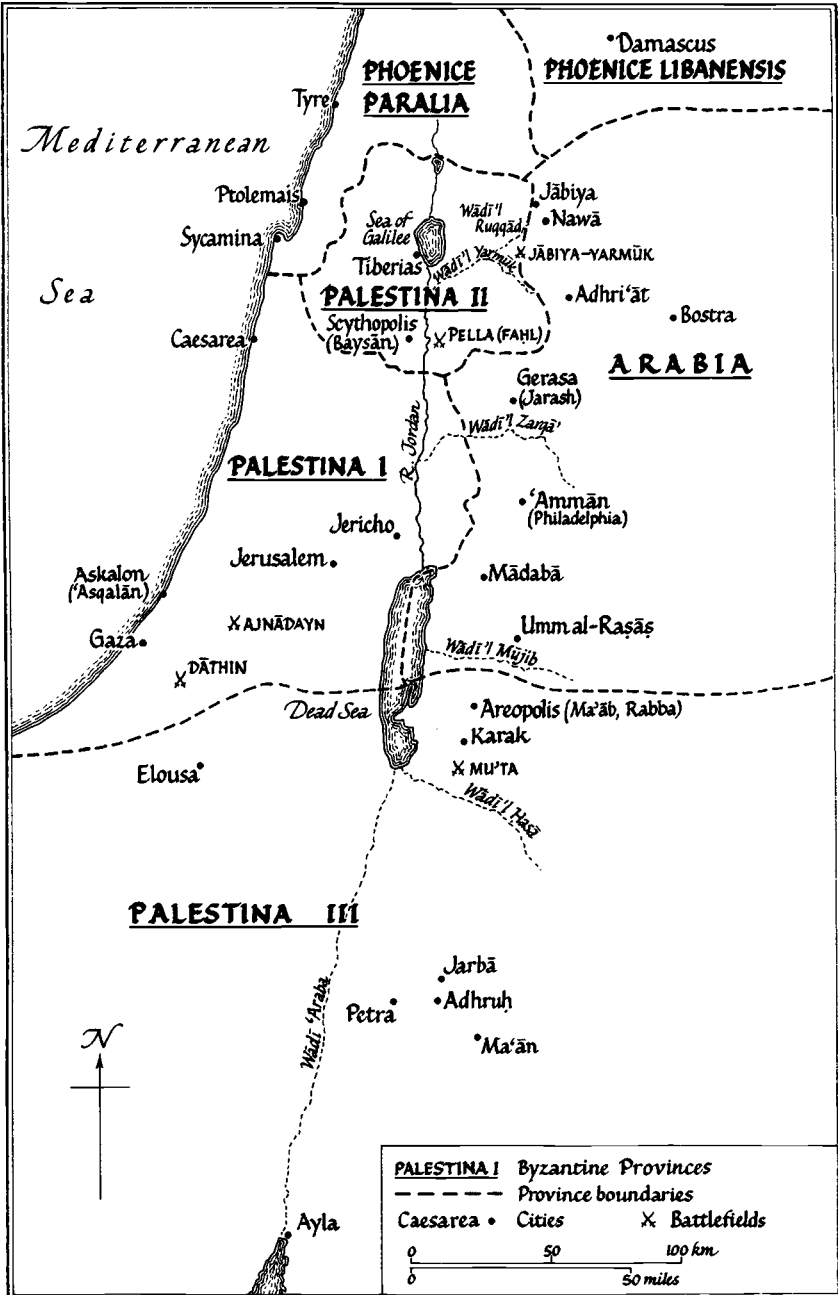 Damascus
PHOENICE
PARALIA
PHOENICE LIBANENSIS
Tyre
Mediterranean
Ptolemais
Sycamina
Sea of
Galilee
Wādī'l
Ruqqād
Jābiya
Nawā
Tiberias
Wādī'l Yarmūk
JĀBIYA-YARMŪK
Sea
PALESTINA II
Adhri'āt
Bostra
Caesarea
Scythopolis
(Baysān)
PELLA (FAHL)
ARABIA
Gerasa
(Jarash)
Wādī'l Zarqā'
R. Jordan
PALESTINA I
'Ammān
(Philadelphia)
Jericho
Jerusalem
Mādabā
Askalon
('Asqalān)
AJNĀDAYN
Gaza
Umm al-Raṣāṣ
Wādī'l Mūjib
DĀTHIN
Dead Sea
Areopolis (Ma'āb, Rabba)
Karak
MU'TA
Elousa
Wādī'l Hasā
PALESTINA III
Jarbā
Petra
Adhruḥ
Wādī 'Araba
Ma'ān
N
Ayla
PALESTINA I Byzantine Provinces
Province boundaries
Caesarea • Cities Battlefields
0 50 100 km
0 50 miles